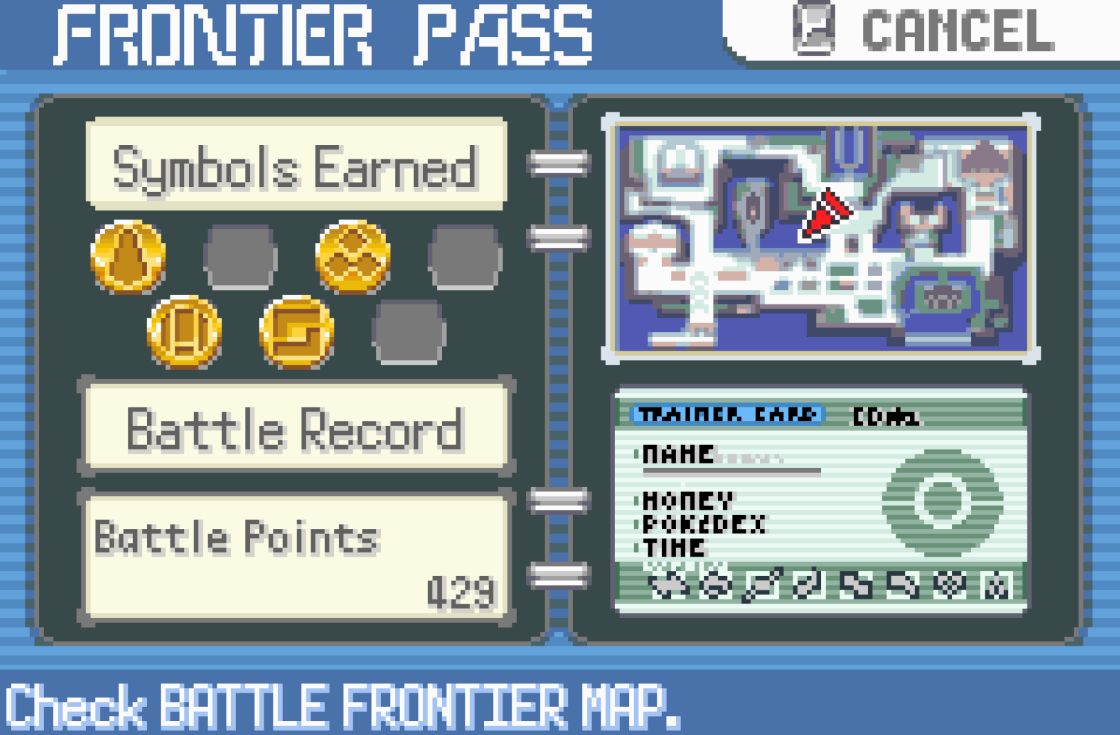 FRONTIER PASS
CANCEL
Symbols Earned
Battle Record
Battle Points
429
TRAINER CARD
NAME
MONEY
POKéDEX
TIME
Check BATTLE FRONTIER MAP.